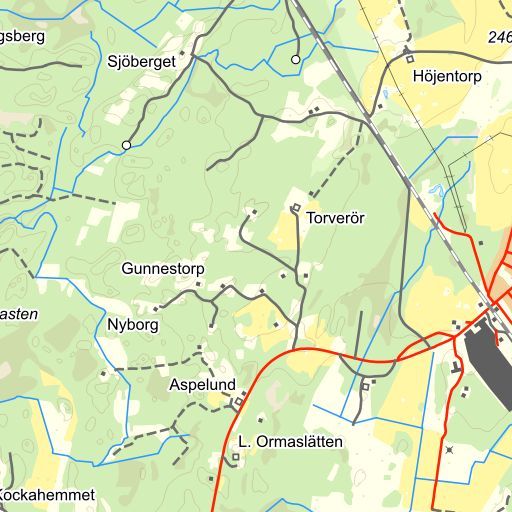 gsberg
Sjöberget
246
Höjentorp
Torverör
Gunnestorp
asten
Nyborg
Aspelund
L. Ormaslätten
Kockahemmet